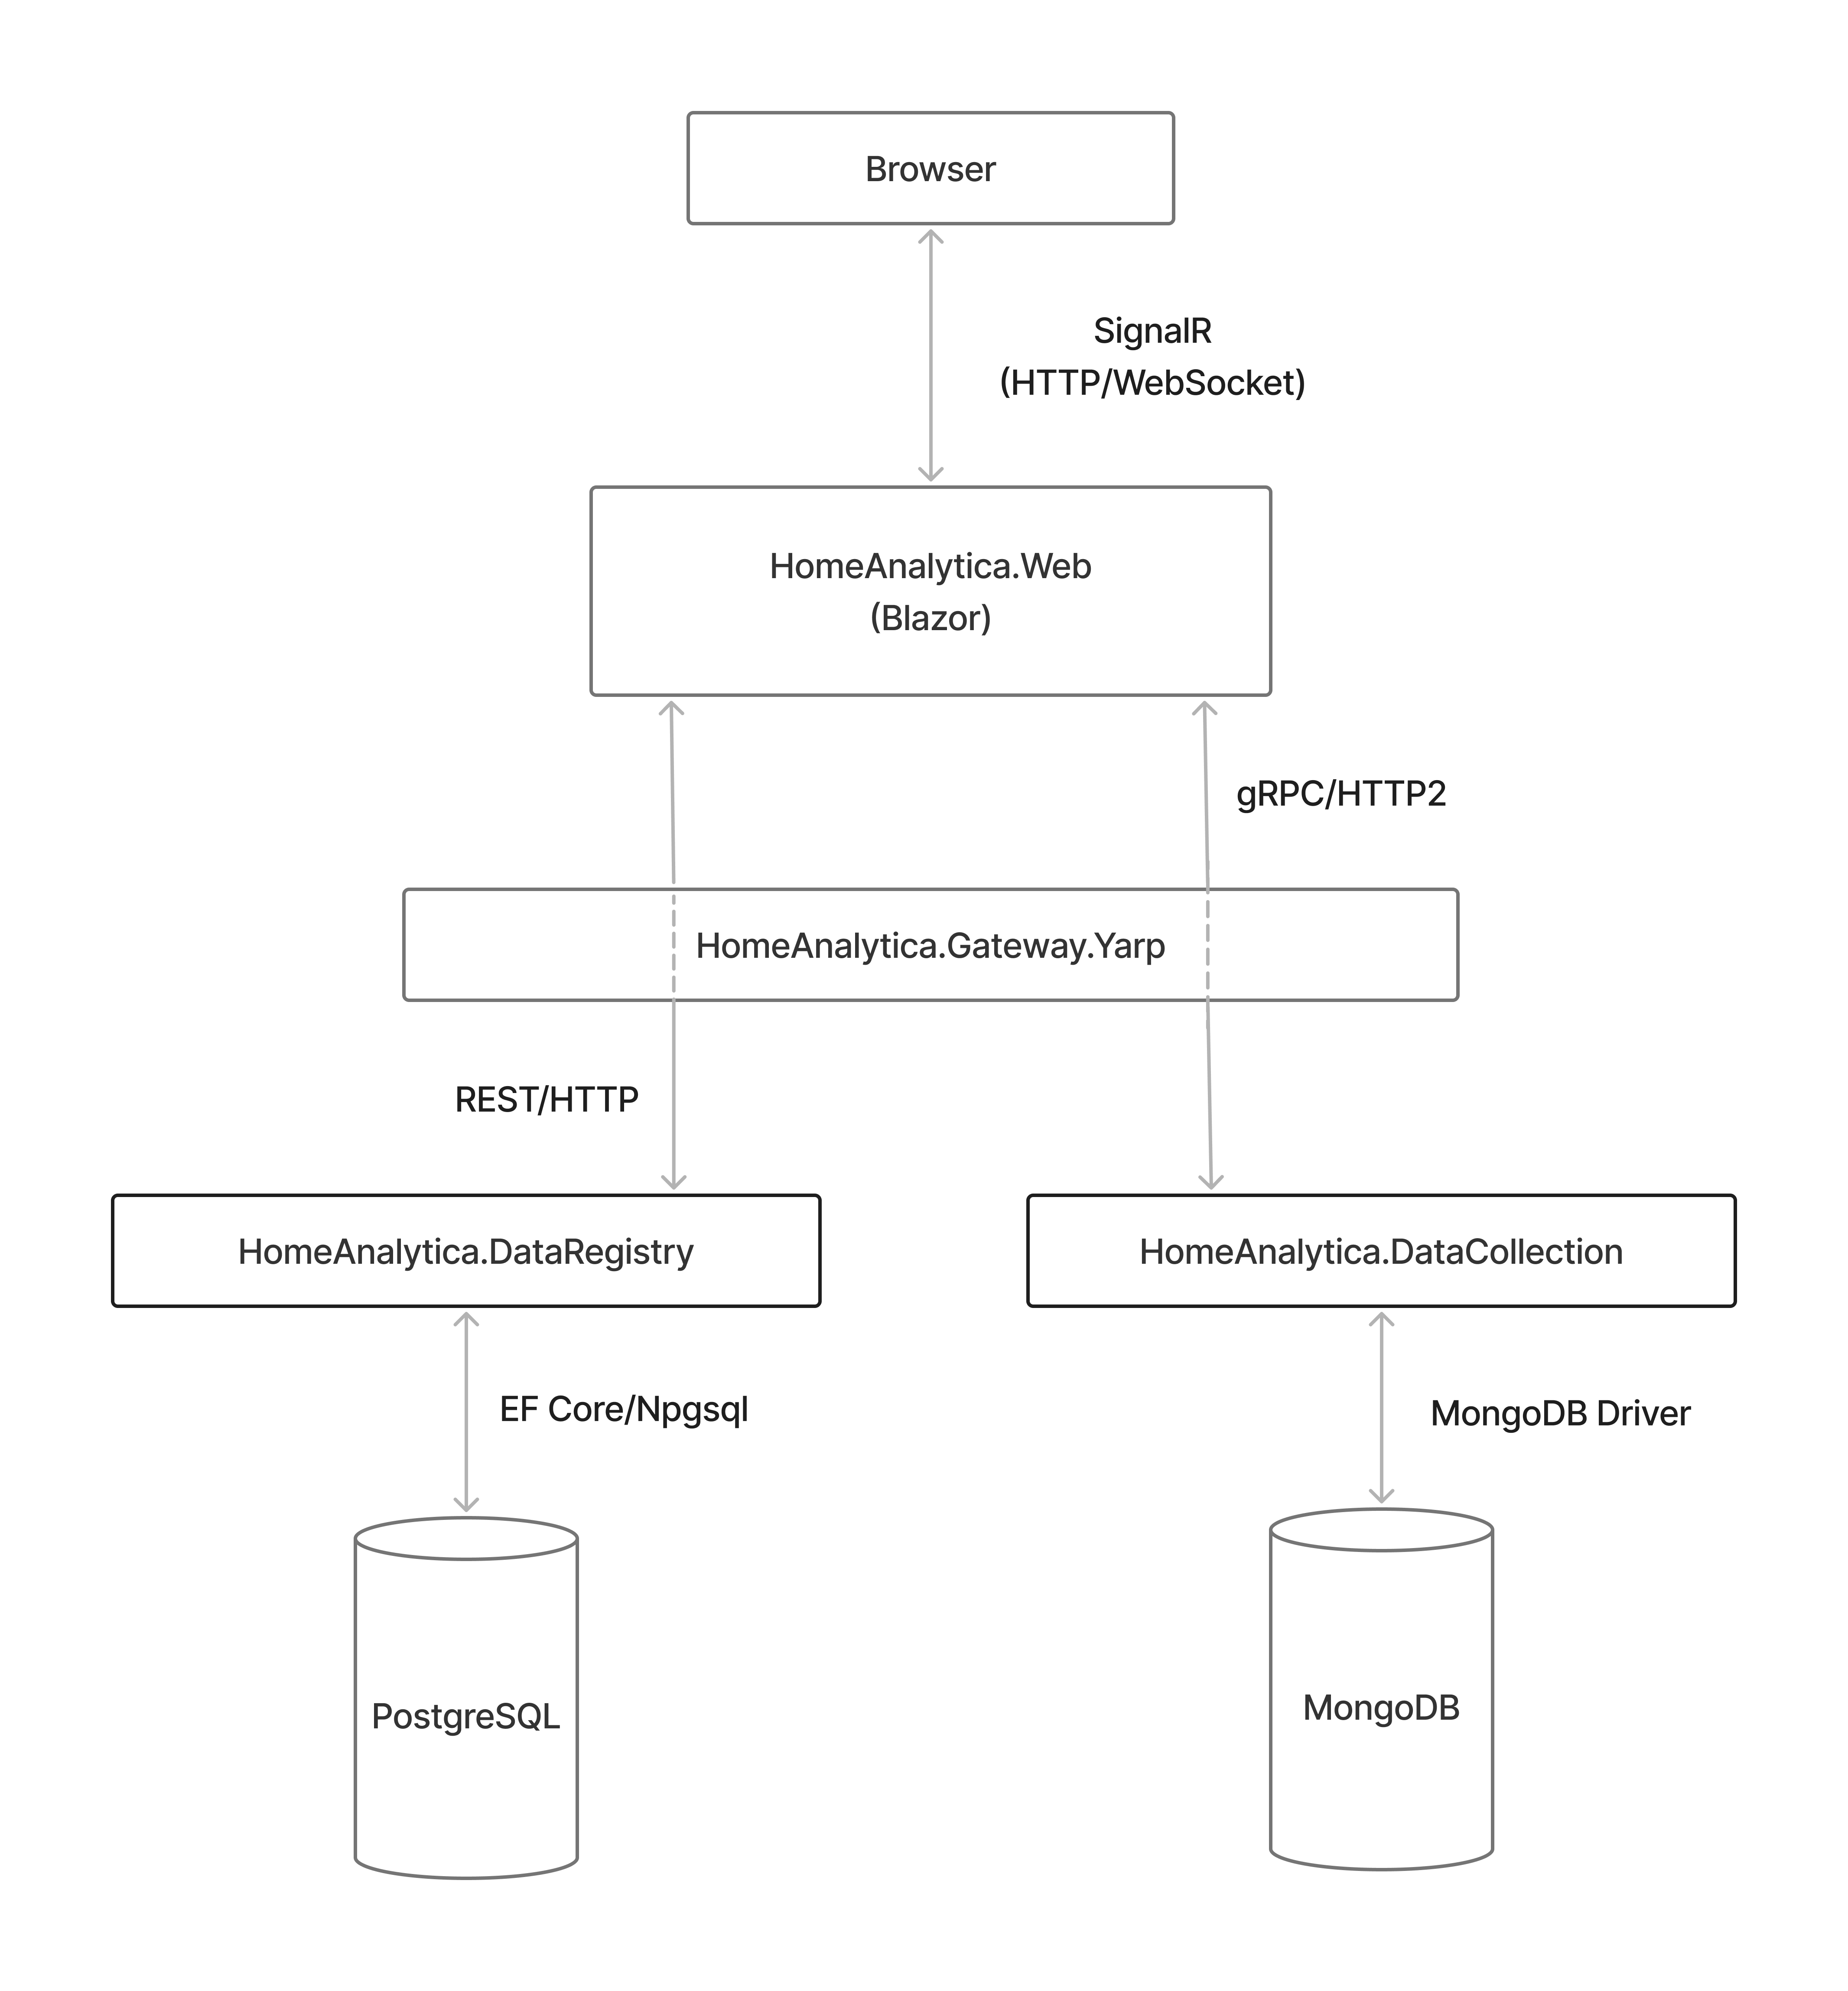 Browser
SignalR
(HTTP/WebSocket)
HomeAnalytica.Web
(Blazor)
gRPC/HTTP2
HomeAnalytica.Gateway.Yarp
REST/HTTP
HomeAnalytica.DataRegistry
HomeAnalytica.DataCollection
EF Core/Npgsql
MongoDB Driver
PostgreSQL
MongoDB